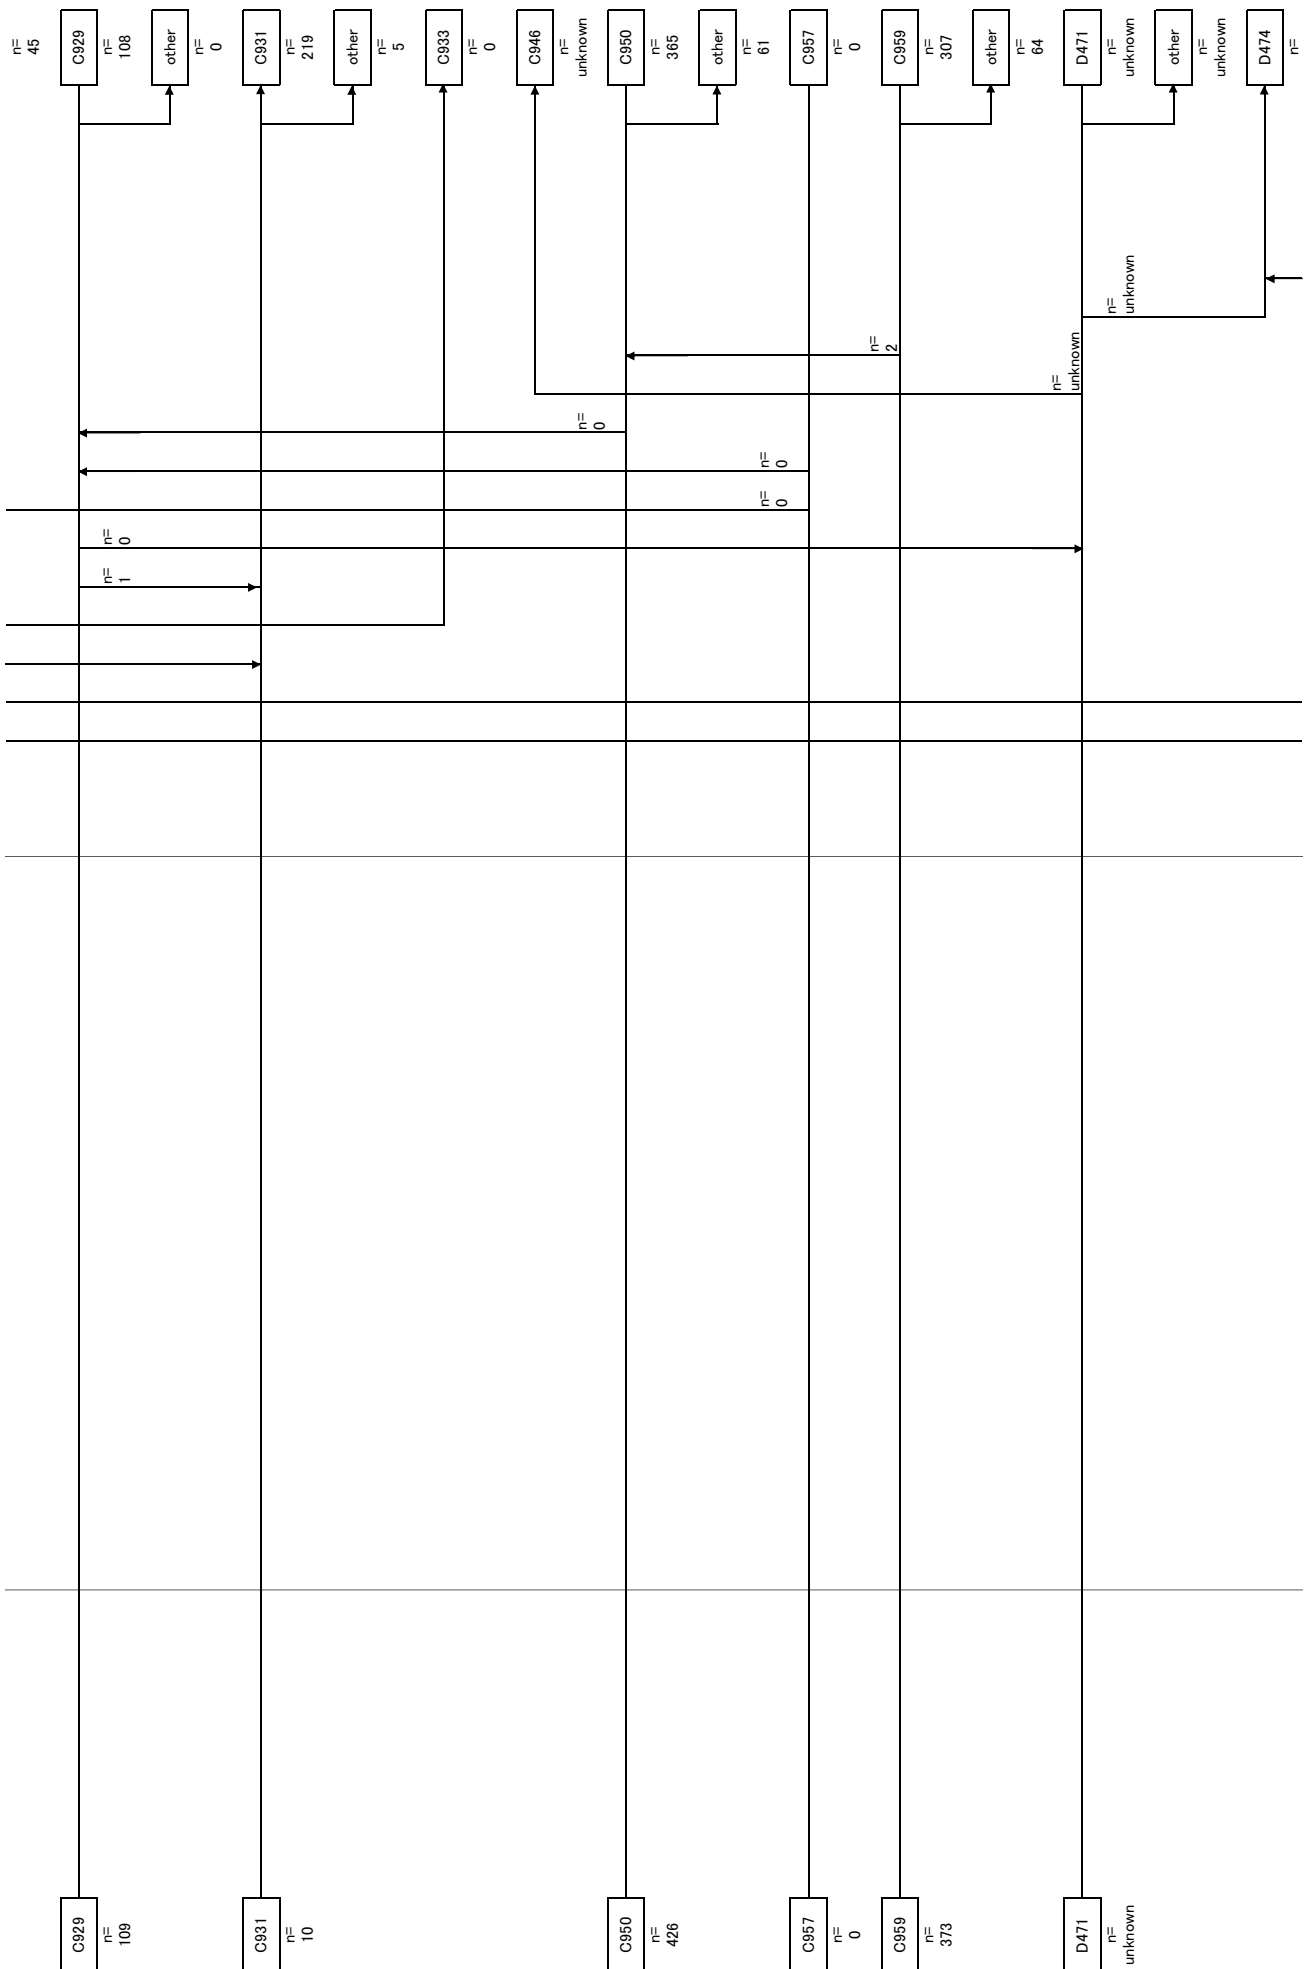 n=
45
C929
n=
108
other
n=
0
C931
n=
219
other
n=
5
C933
n=
0
C946
n=
unknown
C950
n=
365
other
n=
61
C957
n=
0
C959
n=
307
other
n=
64
D471
n=
unknown
other
n=
unknown
D474
n=
n=
unknown
n=
2
n=
unknown
n=
0
n=
0
n=
0
n=
0
n=
1
C929
n=
109
C931
n=
10
C950
n=
426
C957
n=
0
C959
n=
373
D471
n=
unknown